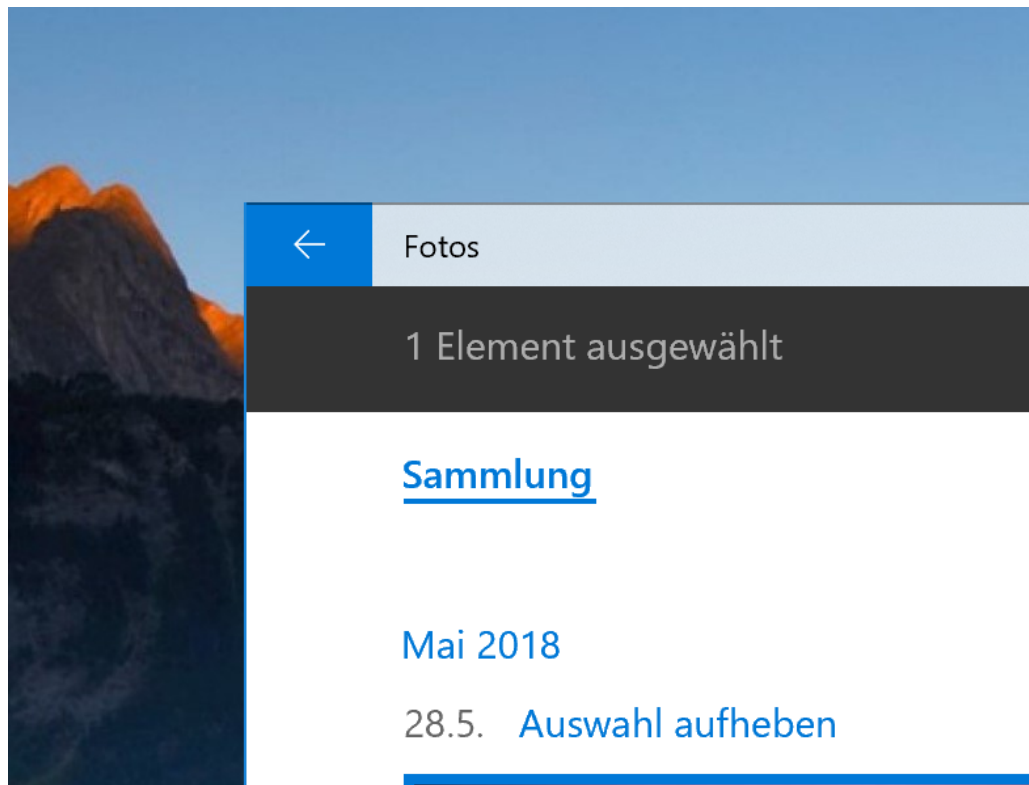 Fotos
1 Element ausgewählt
Sammlung
Mai 2018
28.5. Auswahl aufheben